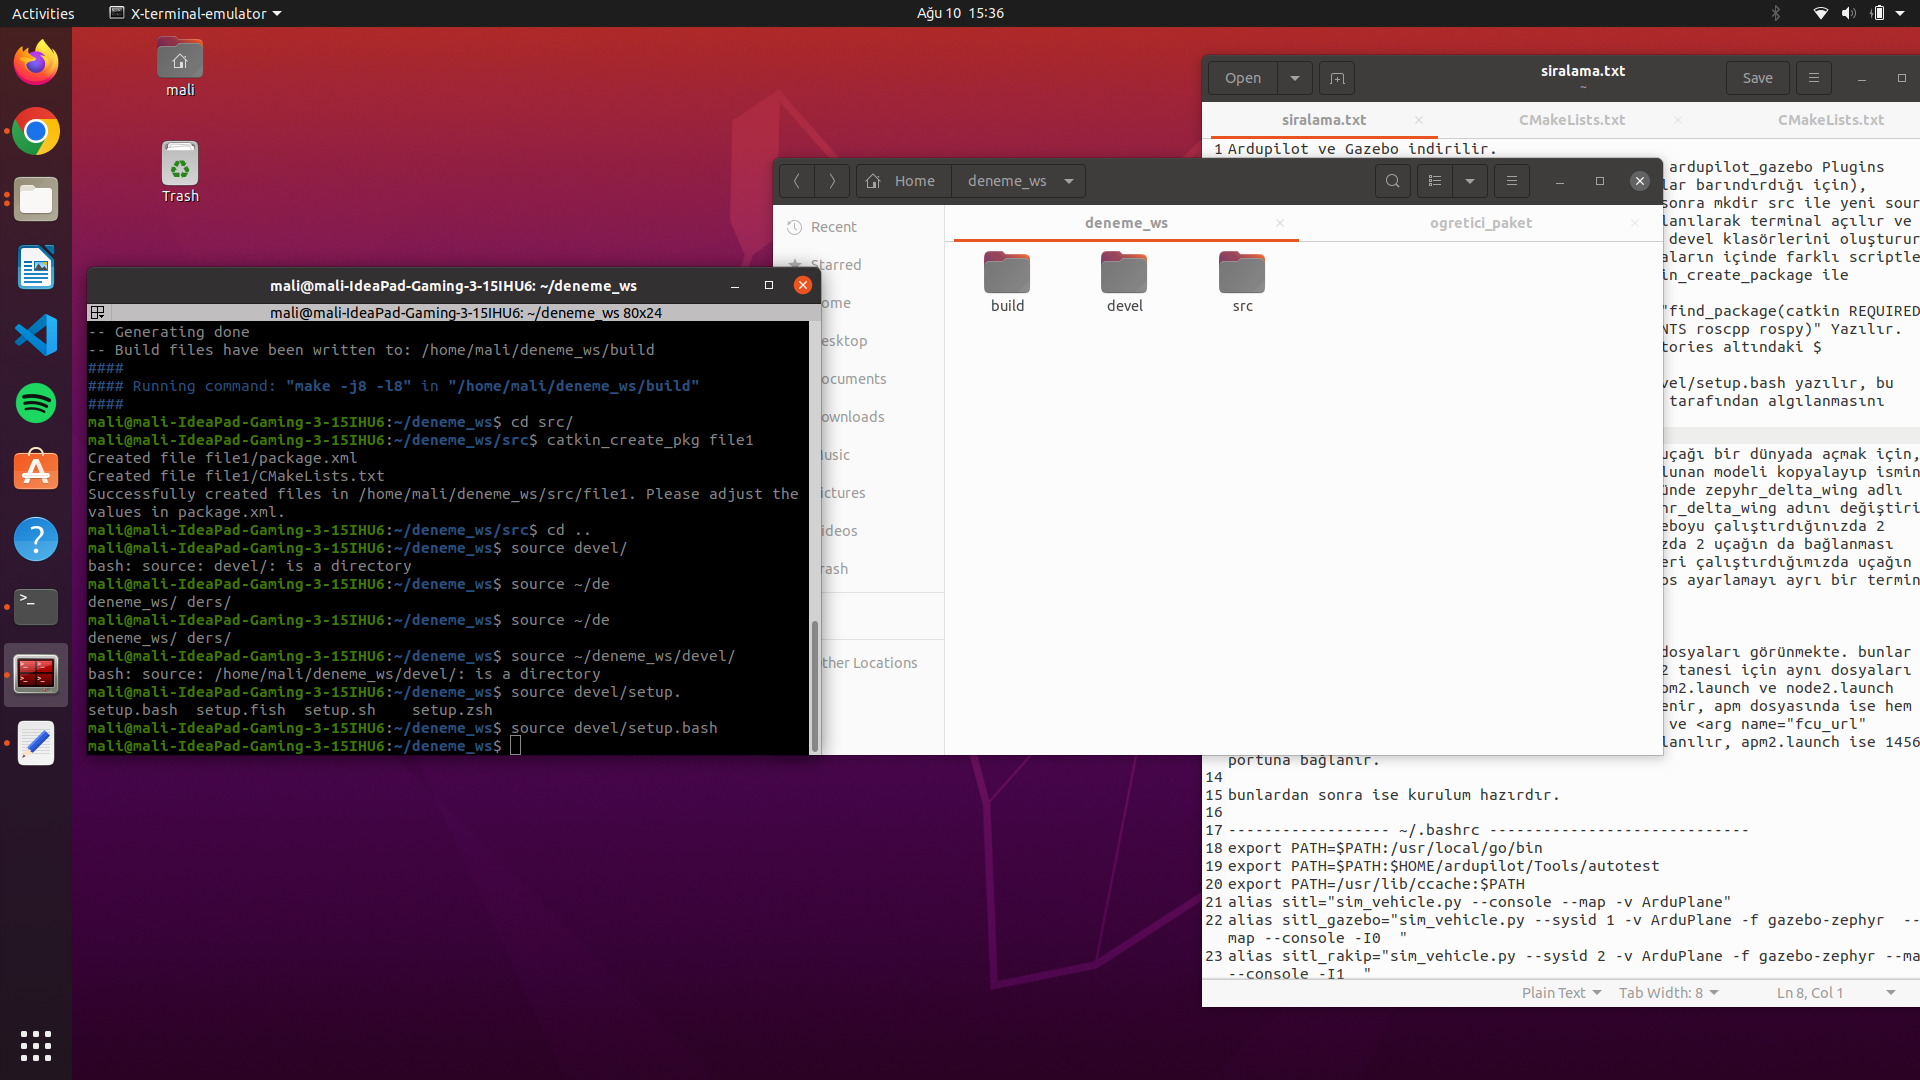 Activities
X-terminal-emulator
Ağu 10 15:36
mali
Trash
Open
siralama.txt
~
Save
siralama.txt
CMakeLists.txt
CMakeLists.txt
1 Ardupilot ve Gazebo indirilir.
ardupilot_gazebo Plugins
lar barındırdığı için),
sonra mkdir src ile yeni sour
anılarak terminal açılır ve
devel klasörlerini oluşturur
aların içinde farklı scriptle
n_create_package ile
"find_package(catkin REQUIRED
NTS roscpp rospy)" Yazılır.
tories altındaki $
vel/setup.bash yazılır, bu
tarafından algılanmasını
uçağı bir dünyada açmak için,
lunan modeli kopyalayıp ismin
ünde zepyhr_delta_wing adlı
hr_delta_wing adını değiştiri
eboyu çalıştırdığınızda 2
zda 2 uçağın da bağlanması
eri çalıştırdığımızda uçağın
os ayarlamayı ayrı bir termin
dosyaları görünmekte. bunlar
2 tanesi için aynı dosyaları
pm2.launch ve node2.launch
enir, apm dosyasında ise hem
ve <arg name="fcu_url"
lanılır, apm2.launch ise 1456
portuna bağlanır.
14
15 bunlardan sonra ise kurulum hazırdır.
16
17 ------------------ ~/.bashrc -----------------------------
18 export PATH=$PATH:/usr/local/go/bin
19 export PATH=$PATH:$HOME/ardupilot/Tools/autotest
20 export PATH=/usr/lib/ccache:$PATH
21 alias sitl="sim_vehicle.py --console --map -v ArduPlane"
22 alias sitl_gazebo="sim_vehicle.py --sysid 1 -v ArduPlane -f gazebo-zephyr  --
map --console -I0  "
23 alias sitl_rakip="sim_vehicle.py --sysid 2 -v ArduPlane -f gazebo-zephyr --ma
--console -I1  "
Plain Text
Tab Width: 8
Ln 8, Col 1
Home
deneme_ws
Recent
Starred
ome
esktop
ocuments
ownloads
usic
ictures
ideos
rash
ther Locations
deneme_ws
ogretici_paket
build
devel
src
mali@mali-IdeaPad-Gaming-3-15IHU6: ~/deneme_ws
mali@mali-IdeaPad-Gaming-3-15IHU6: ~/deneme_ws 80x24
-- Generating done
-- Build files have been written to: /home/mali/deneme_ws/build
####
#### Running command: "make -j8 -l8" in "/home/mali/deneme_ws/build"
####
mali@mali-IdeaPad-Gaming-3-15IHU6:~/deneme_ws$ cd src/
mali@mali-IdeaPad-Gaming-3-15IHU6:~/deneme_ws/src$ catkin_create_pkg file1
Created file file1/package.xml
Created file file1/CMakeLists.txt
Successfully created files in /home/mali/deneme_ws/src/file1. Please adjust the
values in package.xml.
mali@mali-IdeaPad-Gaming-3-15IHU6:~/deneme_ws/src$ cd ..
mali@mali-IdeaPad-Gaming-3-15IHU6:~/deneme_ws$ source devel/
bash: source: devel/: is a directory
mali@mali-IdeaPad-Gaming-3-15IHU6:~/deneme_ws$ source ~/de
deneme_ws/ ders/
mali@mali-IdeaPad-Gaming-3-15IHU6:~/deneme_ws$ source ~/de
deneme_ws/ ders/
mali@mali-IdeaPad-Gaming-3-15IHU6:~/deneme_ws$ source ~/deneme_ws/devel/
bash: source: /home/mali/deneme_ws/devel/: is a directory
mali@mali-IdeaPad-Gaming-3-15IHU6:~/deneme_ws$ source devel/setup.
setup.bash  setup.fish  setup.sh    setup.zsh
mali@mali-IdeaPad-Gaming-3-15IHU6:~/deneme_ws$ source devel/setup.bash
mali@mali-IdeaPad-Gaming-3-15IHU6:~/deneme_ws$